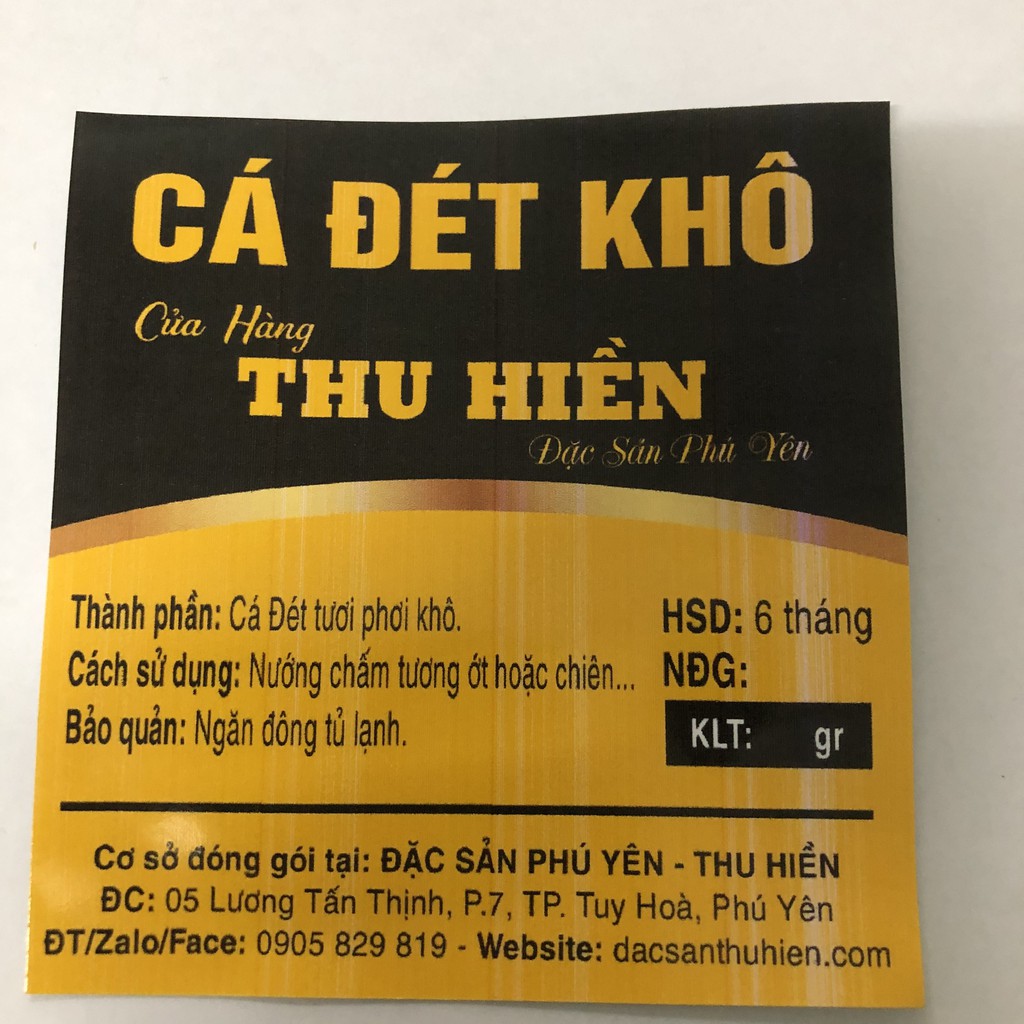 CÁ ĐÉT KHÔ
Cửa Hàng
THU HIỀN
Đặc Sản Phú Yên
Thành phần: Cá Đét tươi phơi khô.
Cách sử dụng: Nướng chấm tương ớt hoặc chiên...
Bảo quản: Ngăn đông tủ lạnh.
HSD: 6 tháng
NĐG:
KLT: gr
Cơ sở đóng gói tại: ĐẶC SẢN PHÚ YÊN - THU HIỀN
ĐC: 05 Lương Tấn Thịnh, P.7, TP. Tuy Hoà, Phú Yên
ĐT/Zalo/Face: 0905 829 819 - Website: dacsanthuhien.com